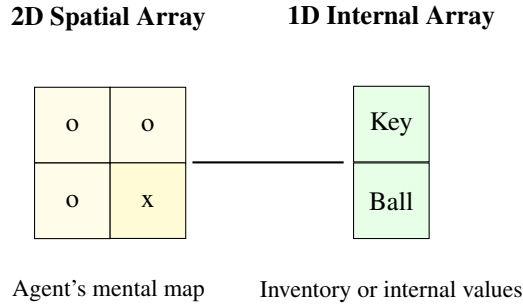 2D Spatial Array
1D Internal Array
o o
o x
Key
Ball
Agent's mental map
Inventory or internal values